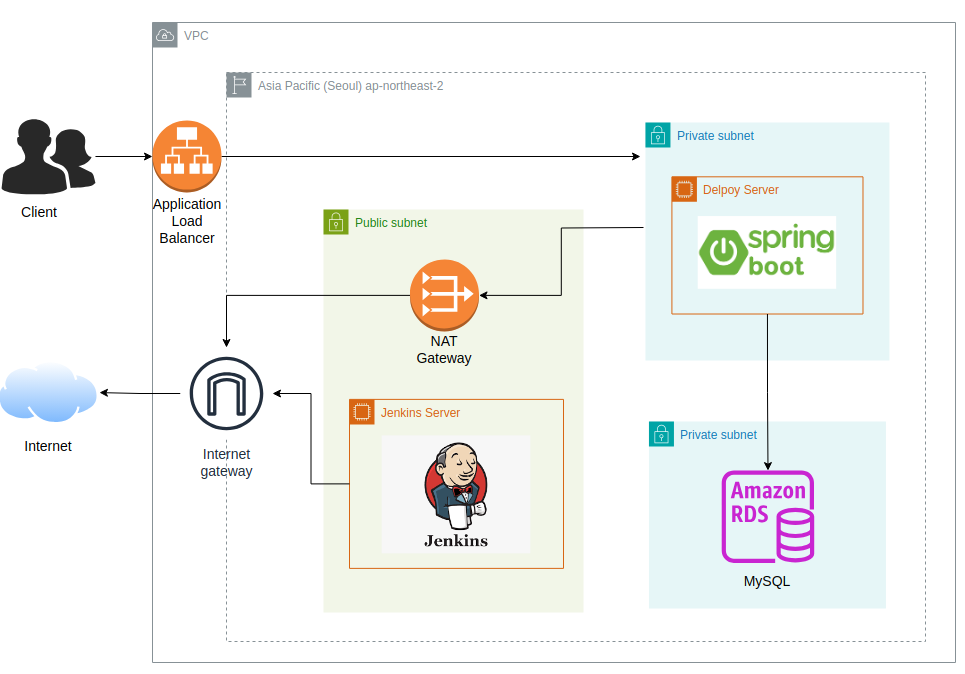 VPC
Asia Pacific (Seoul) ap-northeast-2
Client
Application
Load
Balancer
Private subnet
Delpoy Server
spring
boot
Public subnet
NAT
Gateway
Internet
gateway
Internet
Jenkins Server
Jenkins
Private subnet
Amazon
RDS
MySQL